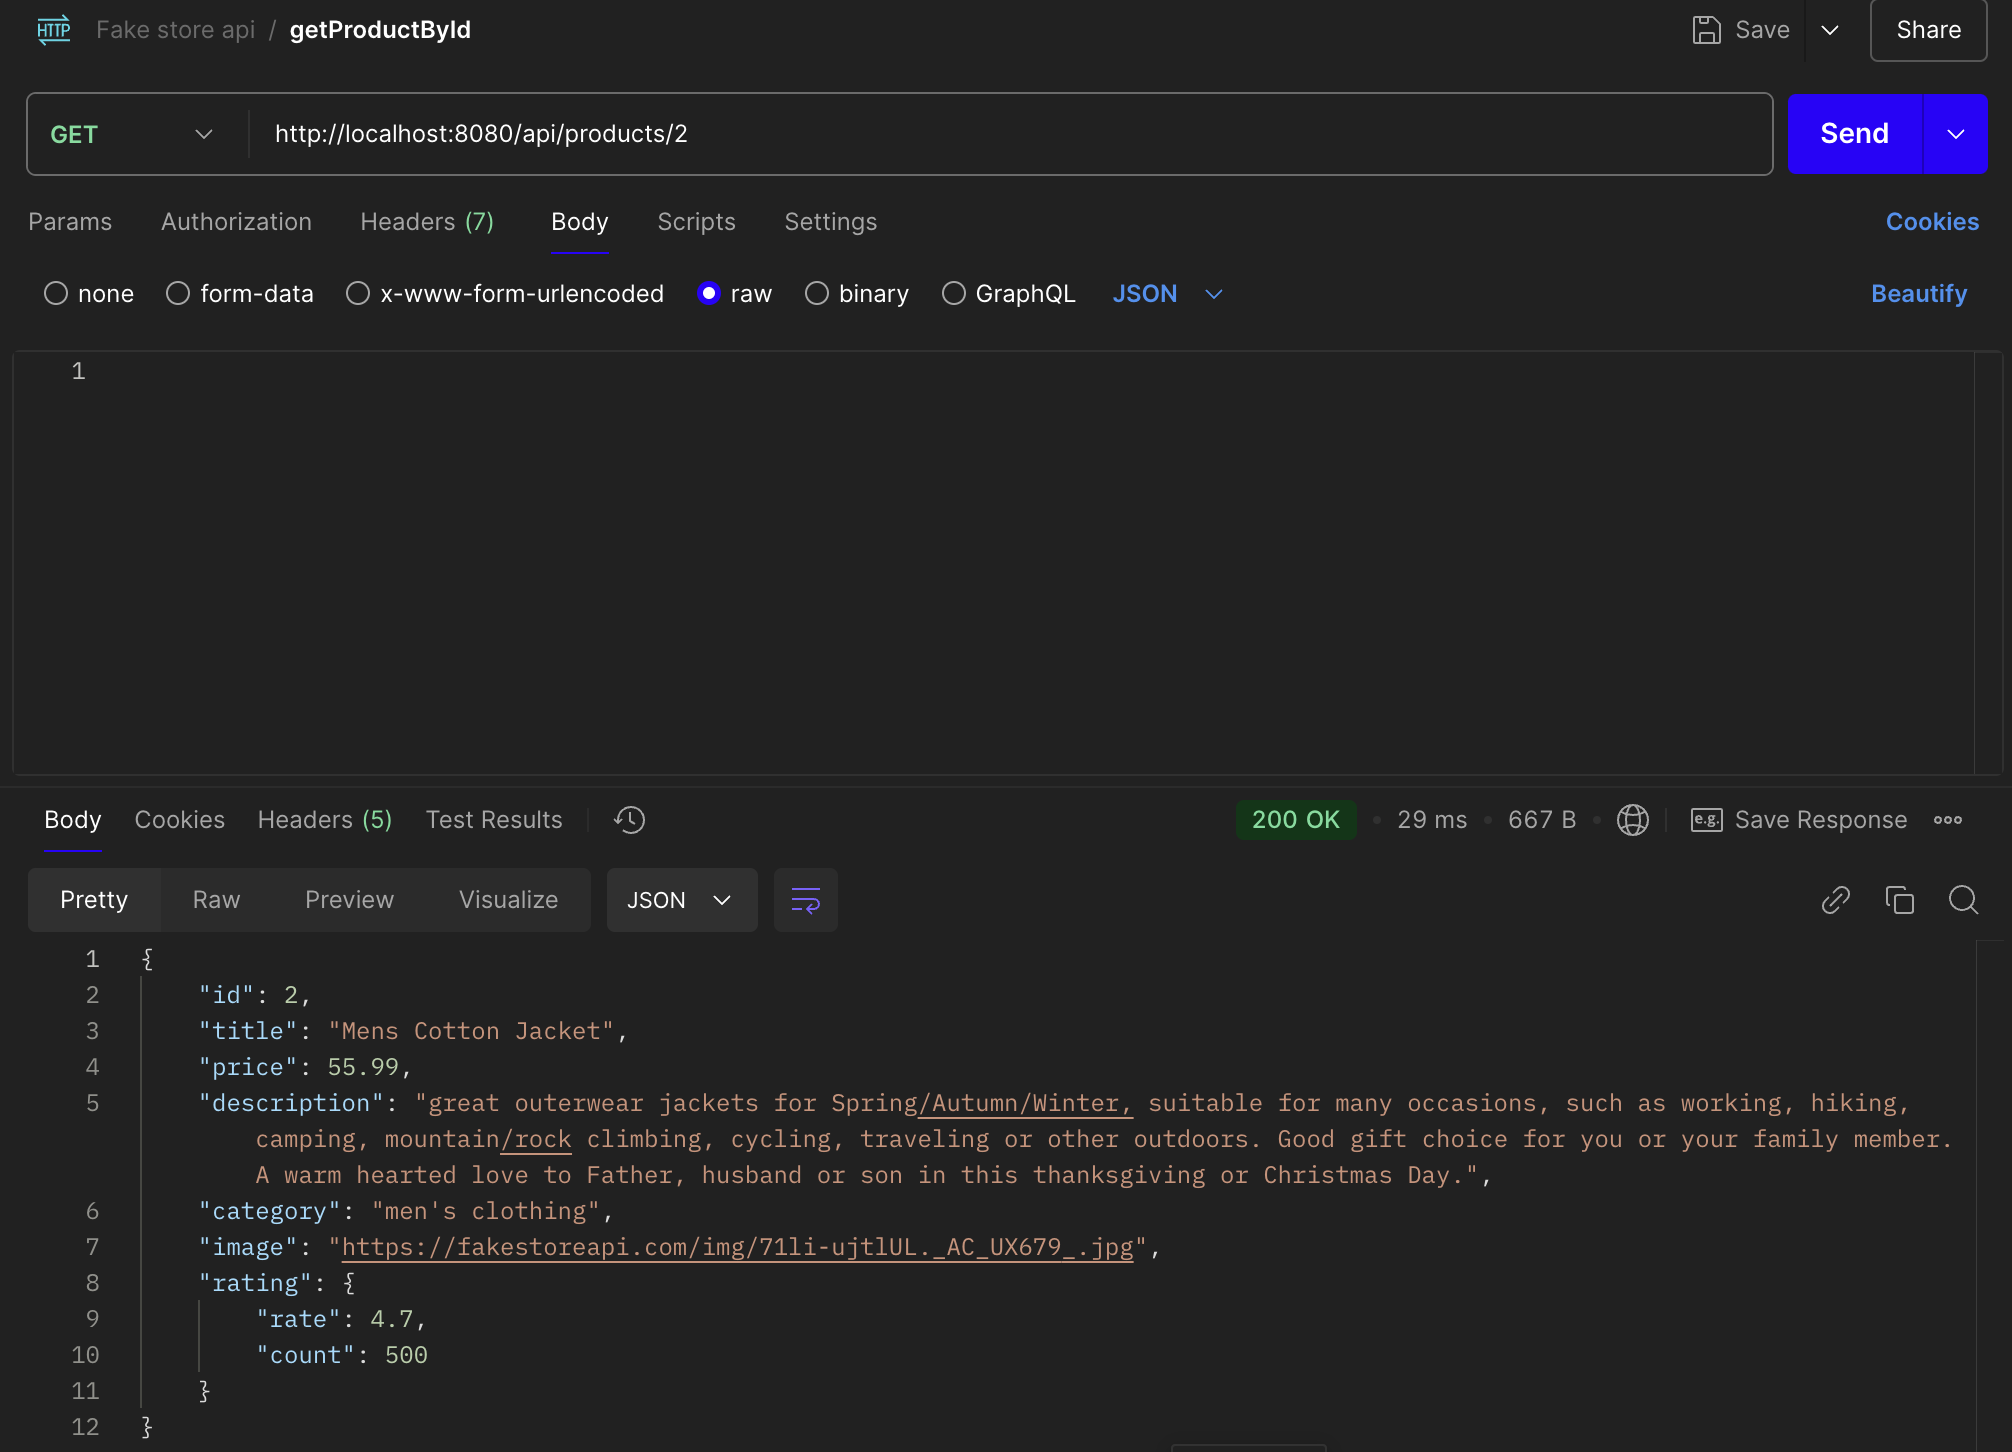 HTTP Fake store api / getProductById Save Share
GET http://localhost:8080/api/products/2 Send
Params Authorization Headers (7) Body Scripts Settings Cookies
none form-data x-www-form-urlencoded raw binary GraphQL JSON Beautify
1
Body Cookies Headers (5) Test Results 200 OK • 29 ms • 667 B • e.g. Save Response
Pretty Raw Preview Visualize JSON
1 {
2 "id": 2,
3 "title": "Mens Cotton Jacket",
4 "price": 55.99,
5 "description": "great outerwear jackets for Spring/Autumn/Winter, suitable for many occasions, such as working, hiking,
camping, mountain/rock climbing, cycling, traveling or other outdoors. Good gift choice for you or your family member.
A warm hearted love to Father, husband or son in this thanksgiving or Christmas Day.",
6 "category": "men's clothing",
7 "image": "https://fakestoreapi.com/img/71li-ujtlUL._AC_UX679_.jpg",
8 "rating": {
9 "rate": 4.7,
10 "count": 500
11 }
12 }